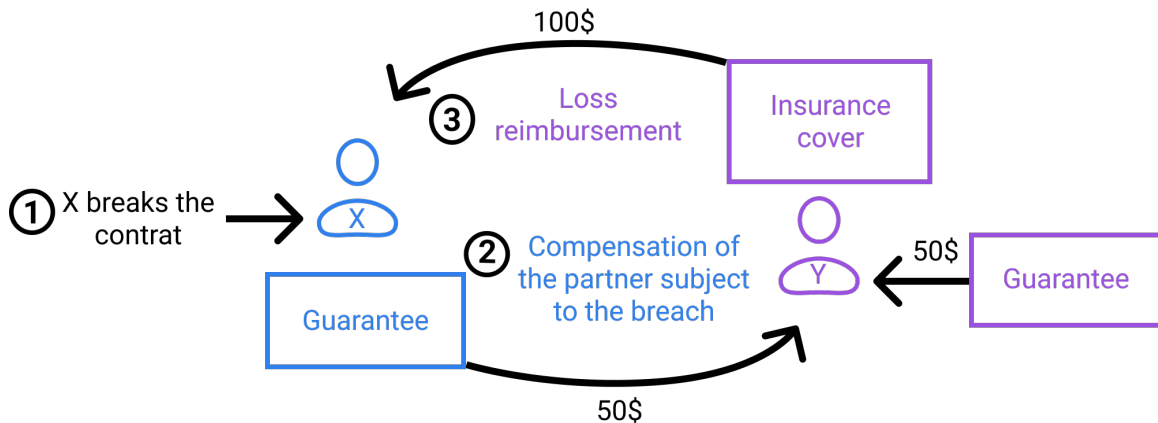 100$
3
Loss
reimbursement
Insurance
cover
1
X breaks the
contrat
X
2
Compensation of
the partner subject
to the breach
Y
50$
Guarantee
Guarantee
50$